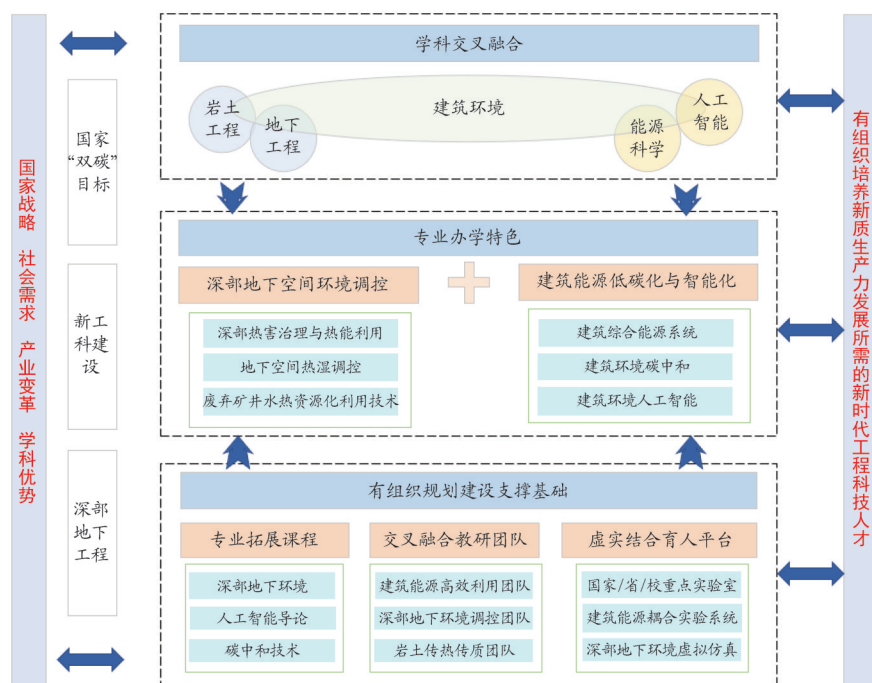 国家战略 社会需求 产业变革 学科优势
国家
“双碳”
目标
新工
科建
设
深部
地下
工程
学科交叉融合
岩土
工程
地下
工程
建筑环境
能源
科学
人工
智能
专业办学特色
深部地下空间环境调控
建筑能源低碳化与智能化
深部热害治理与热能利用
地下空间热湿调控
废弃矿井水热资源化利用技术
建筑综合能源系统
建筑环境碳中和
建筑环境人工智能
有组织规划建设支撑基础
专业拓展课程
交叉融合教研团队
虚实结合育人平台
深部地下环境
人工智能导论
碳中和技术
建筑能源高效利用团队
深部地下环境调控团队
岩土传热传质团队
国家/省/校重点实验室
建筑能源耦合实验系统
深部地下环境虚拟仿真
有组织培养新质生产力发展所需的新时代工程科技人才